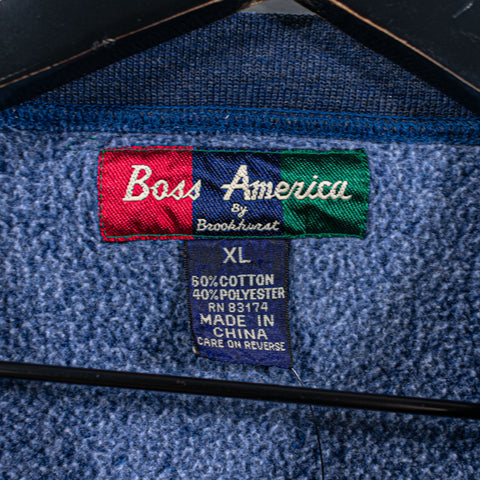 Boss America
By
Brookhurst
XL
60% COTTON
40% POLYESTER
RN 83174
MADE IN
CHINA
CARE ON REVERSE